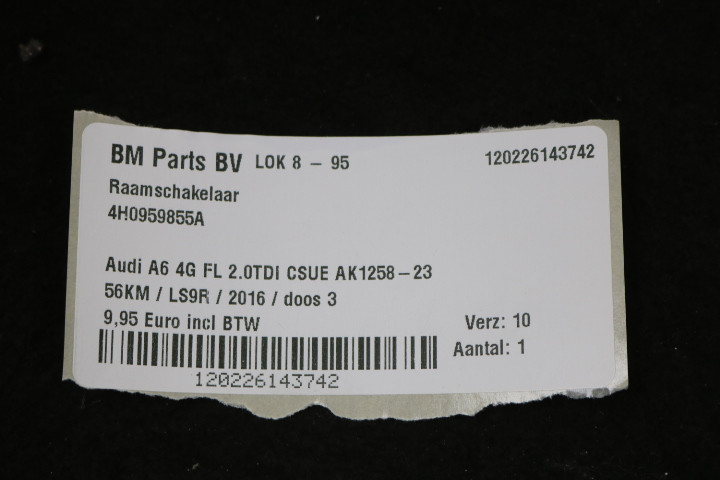 BM Parts BV LOK 8 - 95 120226143742
Raamschakelaar
4H0959855A
Audi A6 4G FL 2.0TDI CSUE AK1258-23
56KM / LS9R / 2016 / doos 3
9,95 Euro incl BTW Verz: 10
Aantal: 1
120226143742